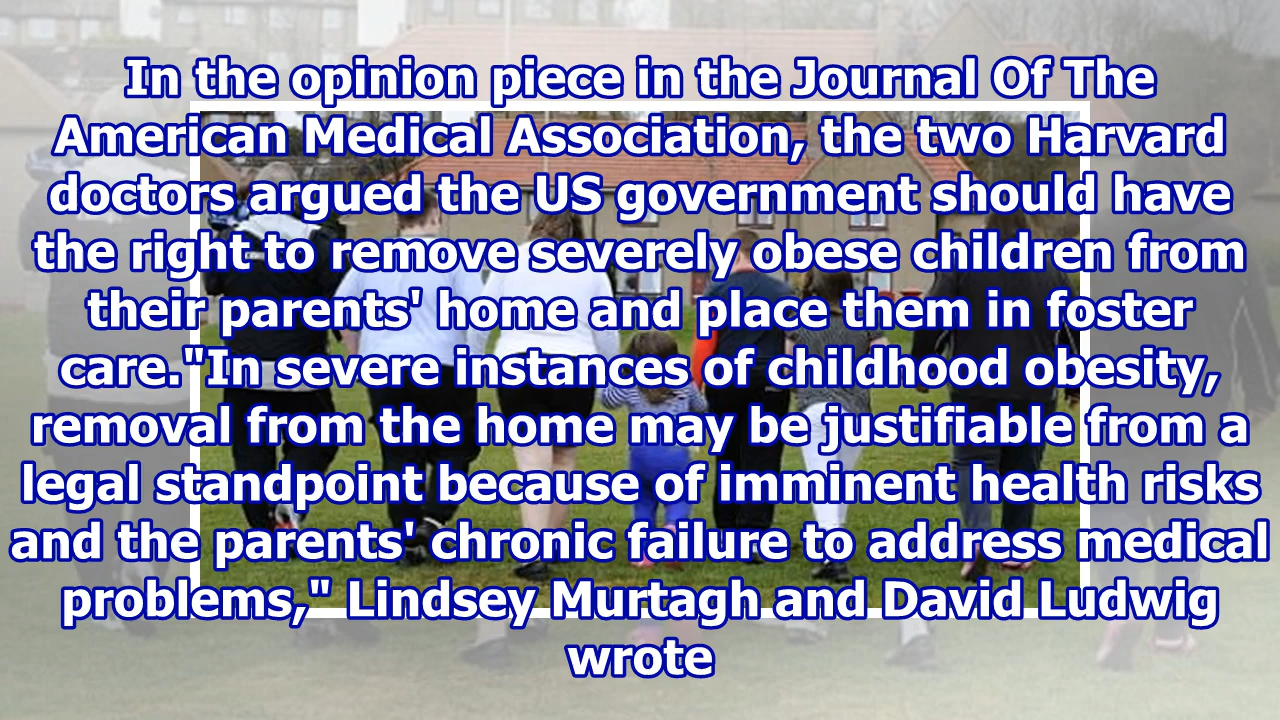 In the opinion piece in the Journal Of The
American Medical Association, the two Harvard
doctors argued the US government should have
the right to remove severely obese children from
their parents' home and place them in foster
care."In severe instances of childhood obesity,
removal from the home may be justifiable from a
legal standpoint because of imminent health risks
and the parents' chronic failure to address medical
problems," Lindsey Murtagh and David Ludwig
wrote